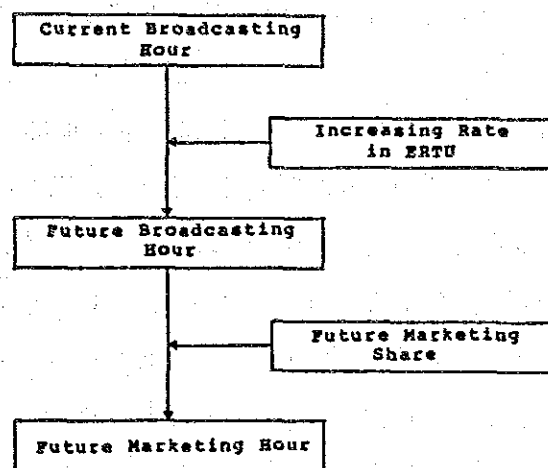 Current Broadcasting
Hour
Increasing Rate
in ERTU
Future Broadcasting
Hour
Future Marketing
Share
Future Marketing Hour